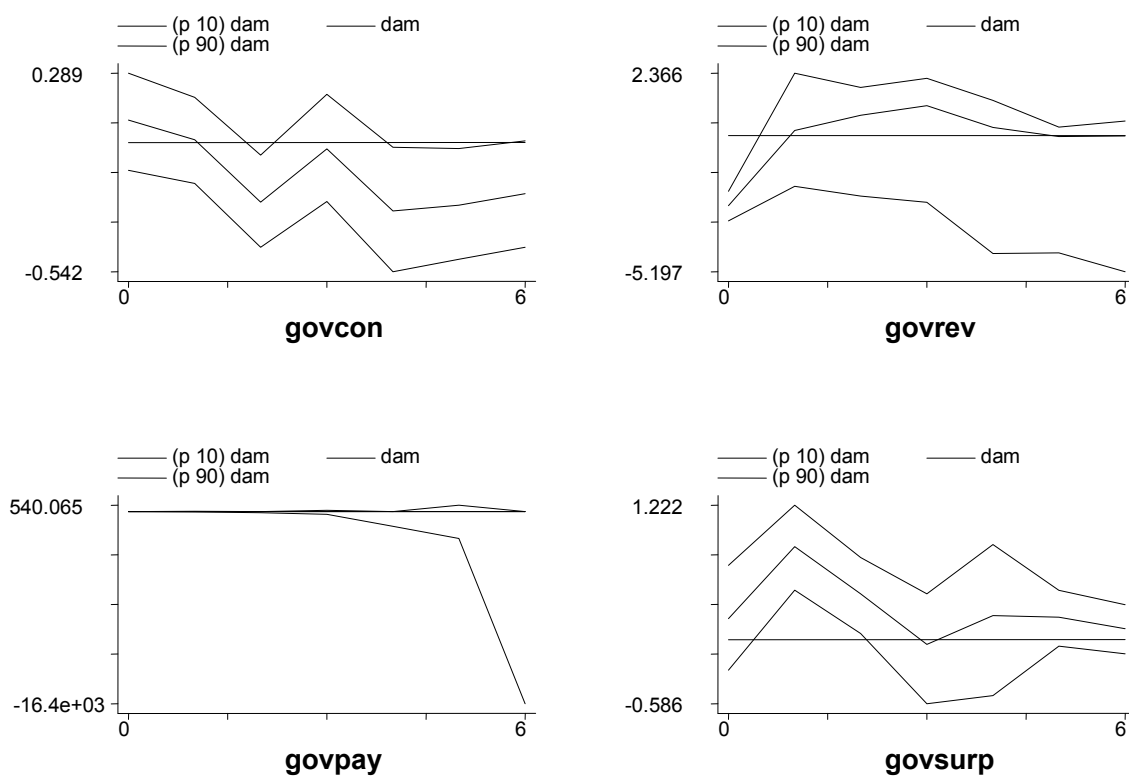 (p 10) dam
dam
(p 90) dam
0.289
-0.542
0
6
govcon
(p 10) dam
dam
(p 90) dam
2.366
-5.197
0
6
govrev
(p 10) dam
dam
(p 90) dam
540.065
-16.4e+03
0
6
govpay
(p 10) dam
dam
(p 90) dam
1.222
-0.586
0
6
govsurp